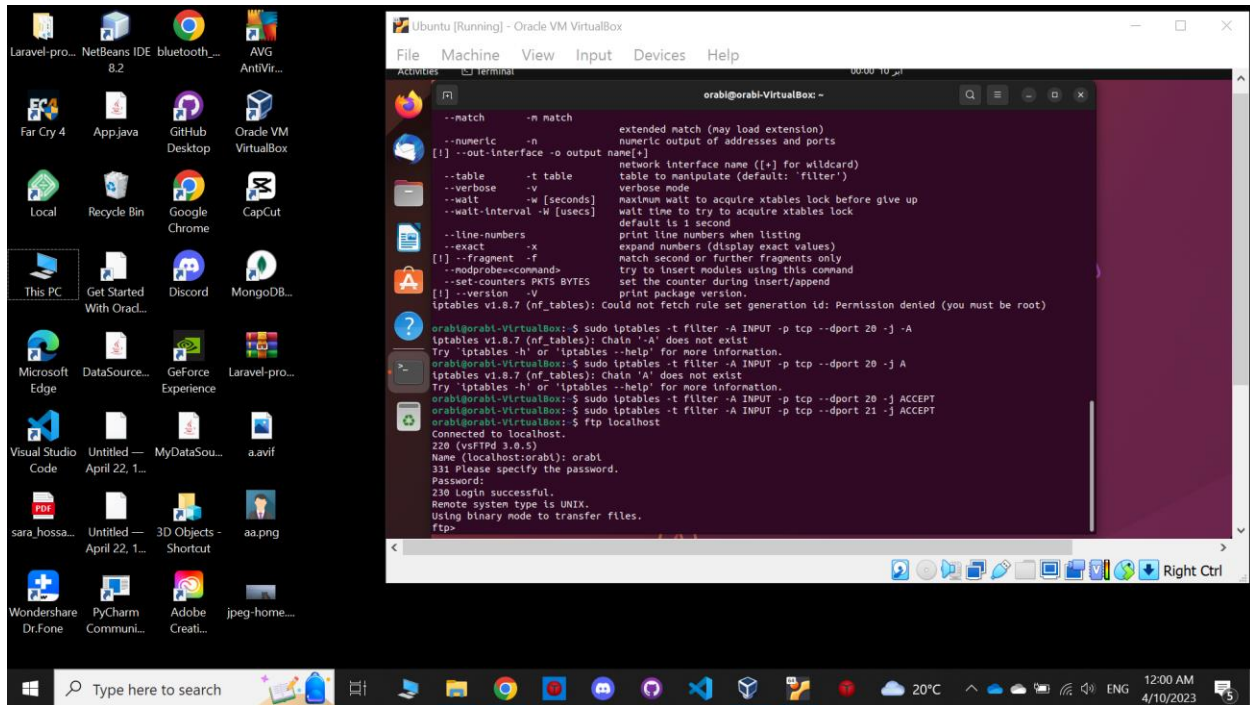 Laravel-pro...
NetBeans IDE 8.2
bluetooth_...
AVG AntiVir...
Far Cry 4
App.java
GitHub Desktop
Oracle VM VirtualBox
Local
Recycle Bin
Google Chrome
CapCut
This PC
Get Started With Oracl...
Discord
MongoDB...
Microsoft Edge
DataSource...
GeForce Experience
Laravel-pro...
Visual Studio Code
Untitled — April 22, 1...
MyDataSou...
a.avif
PDF
sara_hossa...
Untitled — April 22, 1...
3D Objects - Shortcut
aa.png
Wondershare Dr.Fone
PyCharm Communi...
Adobe Creati...
jpeg-home....
Ubuntu [Running] - Oracle VM VirtualBox
File Machine View Input Devices Help
Activities Terminal
00:00 10 أبر
orabi@orabi-VirtualBox: ~
--match -m match
extended match (may load extension)
--numeric -n numeric output of addresses and ports
[!] --out-interface -o output name[+]
network interface name ([+] for wildcard)
--table -t table table to manipulate (default: `filter')
--verbose -v verbose mode
--wait -w [seconds] maximum wait to acquire xtables lock before give up
--wait-interval -W [usecs] wait time to try to acquire xtables lock
default is 1 second
--line-numbers print line numbers when listing
--exact -x expand numbers (display exact values)
[!] --fragment -f match second or further fragments only
--modprobe=<command> try to insert modules using this command
--set-counters PKTS BYTES set the counter during insert/append
[!] --version -V print package version.
iptables v1.8.7 (nf_tables): Could not fetch rule set generation id: Permission denied (you must be root)
orabi@orabi-VirtualBox:~$ sudo iptables -t filter -A INPUT -p tcp --dport 20 -j -A
iptables v1.8.7 (nf_tables): Chain '-A' does not exist
Try `iptables -h' or 'iptables --help' for more information.
orabi@orabi-VirtualBox:~$ sudo iptables -t filter -A INPUT -p tcp --dport 20 -j A
iptables v1.8.7 (nf_tables): Chain 'A' does not exist
Try `iptables -h' or 'iptables --help' for more information.
orabi@orabi-VirtualBox:~$ sudo iptables -t filter -A INPUT -p tcp --dport 20 -j ACCEPT
orabi@orabi-VirtualBox:~$ sudo iptables -t filter -A INPUT -p tcp --dport 21 -j ACCEPT
orabi@orabi-VirtualBox:~$ ftp localhost
Connected to localhost.
220 (vsFTPd 3.0.5)
Name (localhost:orabi): orabi
331 Please specify the password.
Password:
230 Login successful.
Remote system type is UNIX.
Using binary mode to transfer files.
ftp>
Right Ctrl
Type here to search
20°C
ENG
12:00 AM
4/10/2023
5